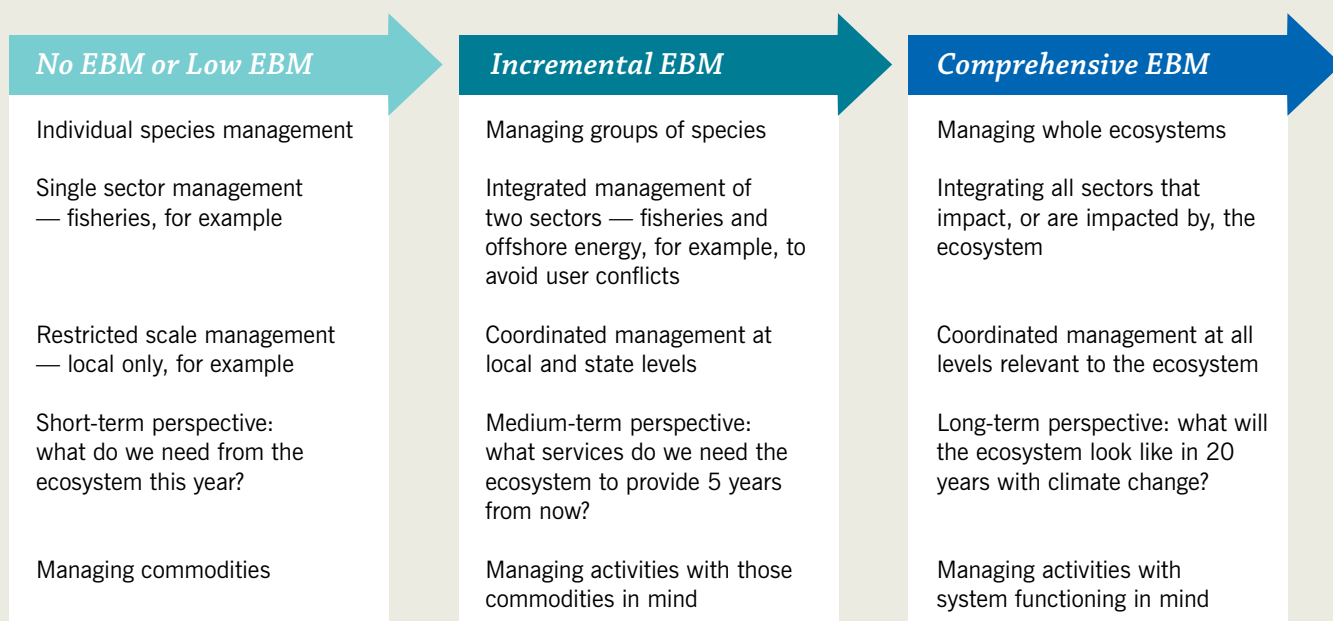 No EBM or Low EBM
Individual species management
Single sector management
— fisheries, for example
Restricted scale management
— local only, for example
Short-term perspective:
what do we need from the
ecosystem this year?
Managing commodities
Incremental EBM
Managing groups of species
Integrated management of
two sectors — fisheries and
offshore energy, for example, to
avoid user conflicts
Coordinated management at
local and state levels
Medium-term perspective:
what services do we need the
ecosystem to provide 5 years
from now?
Managing activities with those
commodities in mind
Comprehensive EBM
Managing whole ecosystems
Integrating all sectors that
impact, or are impacted by, the
ecosystem
Coordinated management at all
levels relevant to the ecosystem
Long-term perspective: what will
the ecosystem look like in 20
years with climate change?
Managing activities with
system functioning in mind